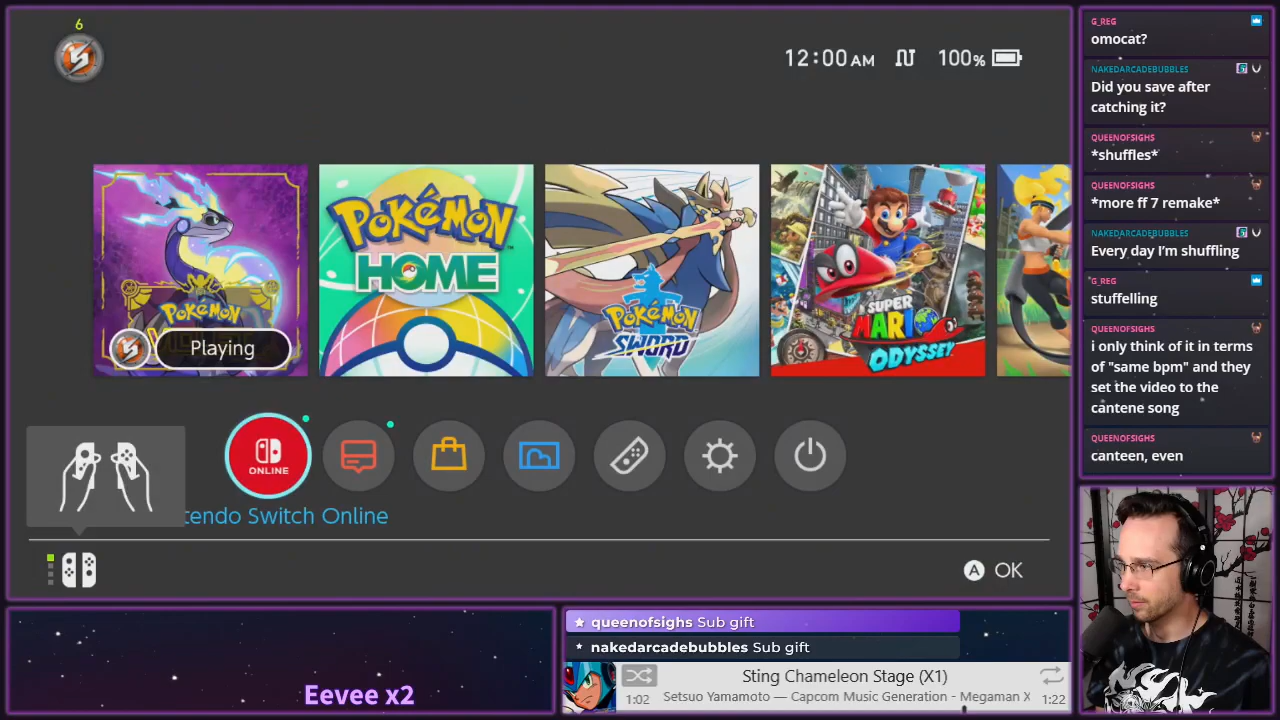 6
12:00 AM
100%
POKÉMON
Playing
Pokémon
HOME
Pokémon
SWORD
SUPER
MARIO
ODYSSEY
ONLINE
tendo Switch Online
A OK
G_REG
omocat?
NAKEDARCADEBUBBLES
Did you save after
catching it?
QUEENOFSIGHS
*shuffles*
QUEENOFSIGHS
*more ff 7 remake*
NAKEDARCADEBUBBLES
Every day I'm shuffling
G_REG
stuffelling
QUEENOFSIGHS
i only think of it in terms
of "same bpm" and they
set the video to the
cantene song
QUEENOFSIGHS
canteen, even
Eevee x2
queenofsighs Sub gift
nakedarcadebubbles Sub gift
Sting Chameleon Stage (X1)
1:02
Setsuo Yamamoto — Capcom Music Generation - Megaman X
1:22